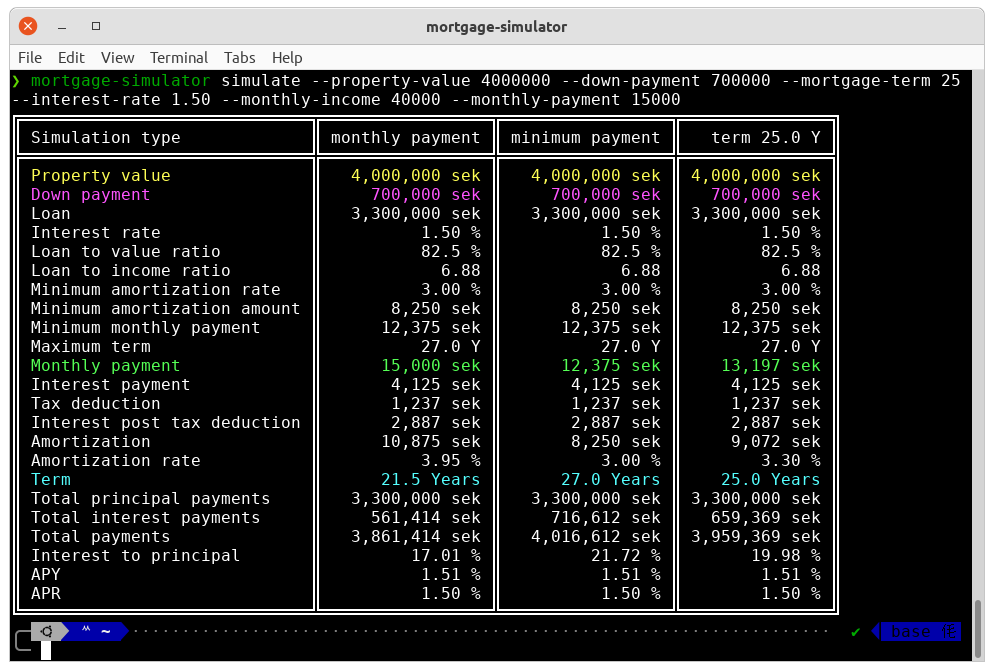 mortgage-simulator
File Edit View Terminal Tabs Help
❯ mortgage-simulator simulate --property-value 4000000 --down-payment 700000 --mortgage-term 25
--interest-rate 1.50 --monthly-income 40000 --monthly-payment 15000
Simulation type monthly payment minimum payment term 25.0 Y
Property value 4,000,000 sek 4,000,000 sek 4,000,000 sek
Down payment 700,000 sek 700,000 sek 700,000 sek
Loan 3,300,000 sek 3,300,000 sek 3,300,000 sek
Interest rate 1.50 % 1.50 % 1.50 %
Loan to value ratio 82.5 % 82.5 % 82.5 %
Loan to income ratio 6.88 6.88 6.88
Minimum amortization rate 3.00 % 3.00 % 3.00 %
Minimum amortization amount 8,250 sek 8,250 sek 8,250 sek
Minimum monthly payment 12,375 sek 12,375 sek 12,375 sek
Maximum term 27.0 Y 27.0 Y 27.0 Y
Monthly payment 15,000 sek 12,375 sek 13,197 sek
Interest payment 4,125 sek 4,125 sek 4,125 sek
Tax deduction 1,237 sek 1,237 sek 1,237 sek
Interest post tax deduction 2,887 sek 2,887 sek 2,887 sek
Amortization 10,875 sek 8,250 sek 9,072 sek
Amortization rate 3.95 % 3.00 % 3.30 %
Term 21.5 Years 27.0 Years 25.0 Years
Total principal payments 3,300,000 sek 3,300,000 sek 3,300,000 sek
Total interest payments 561,414 sek 716,612 sek 659,369 sek
Total payments 3,861,414 sek 4,016,612 sek 3,959,369 sek
Interest to principal 17.01 % 21.72 % 19.98 %
APY 1.51 % 1.51 % 1.51 %
APR 1.50 % 1.50 % 1.50 %
~ ✔ base